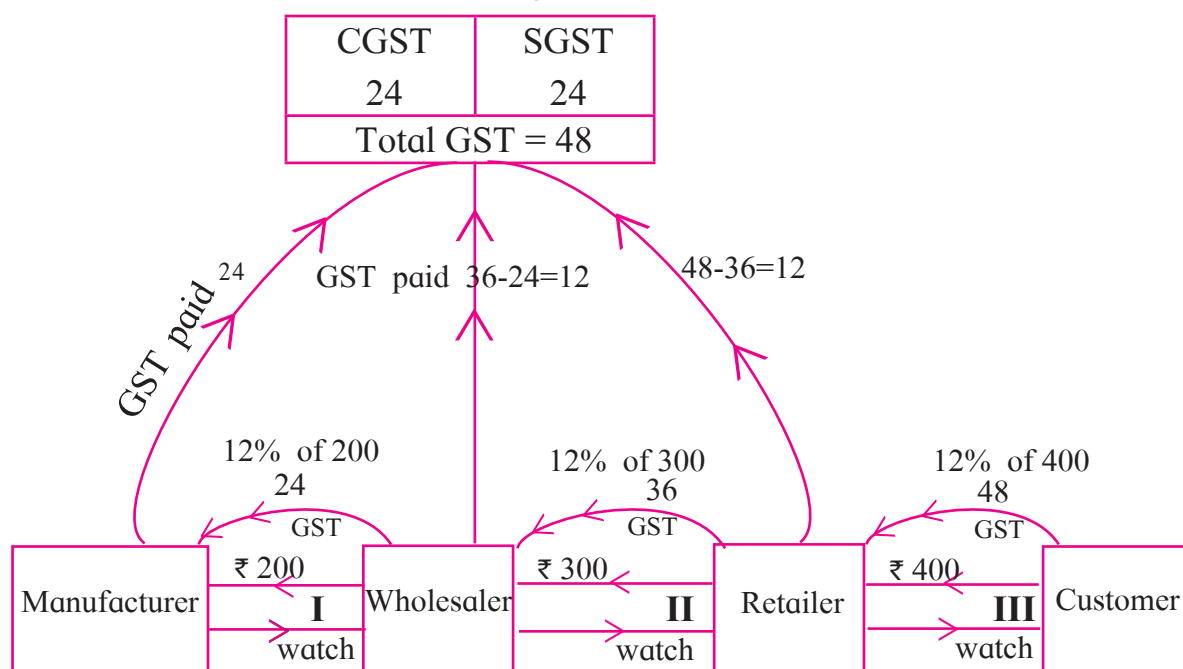 CGST SGST
24 24
Total GST = 48
GST paid 24
GST paid 36-24=12
48-36=12
12% of 200
24
GST
12% of 300
36
GST
12% of 400
48
GST
Manufacturer
₹ 200
I
watch
Wholesaler
₹ 300
II
watch
Retailer
₹ 400
III
watch
Customer